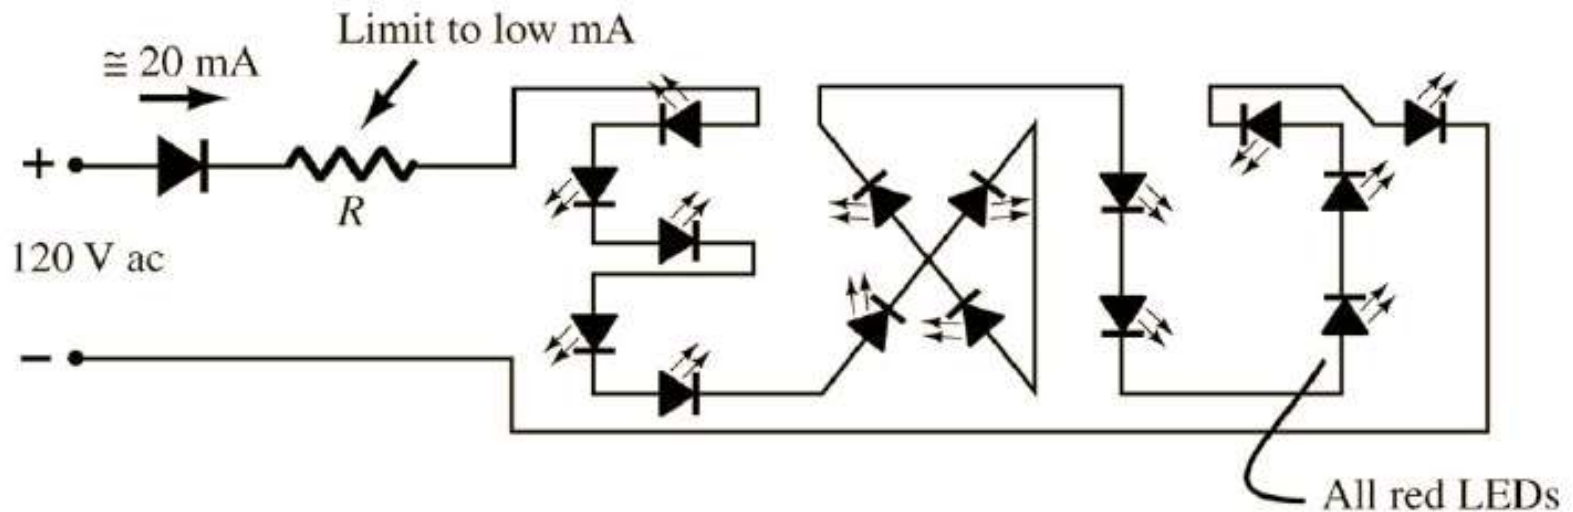 Limit to low mA
≅ 20 mA
+
R
120 V ac
−
All red LEDs